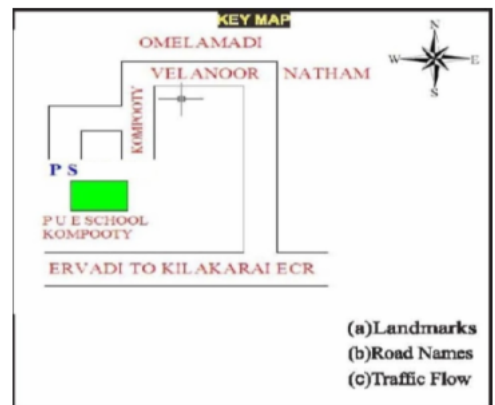 KEY MAP
N
OMELAMADI
W E
VELANOOR NATHAM
S
KOMPOOTY
P S
P U E SCHOOL
KOMPOOTY
ERVADI TO KILAKARAI ECR
(a)Landmarks
(b)Road Names
(c)Traffic Flow